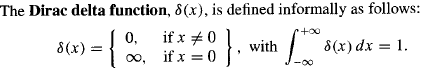 The Dirac delta function, δ(x), is defined informally as follows:
δ(x) = { 0, if x ≠ 0 / ∞, if x = 0 }, with ∫_{-∞}^{+∞} δ(x) dx = 1.